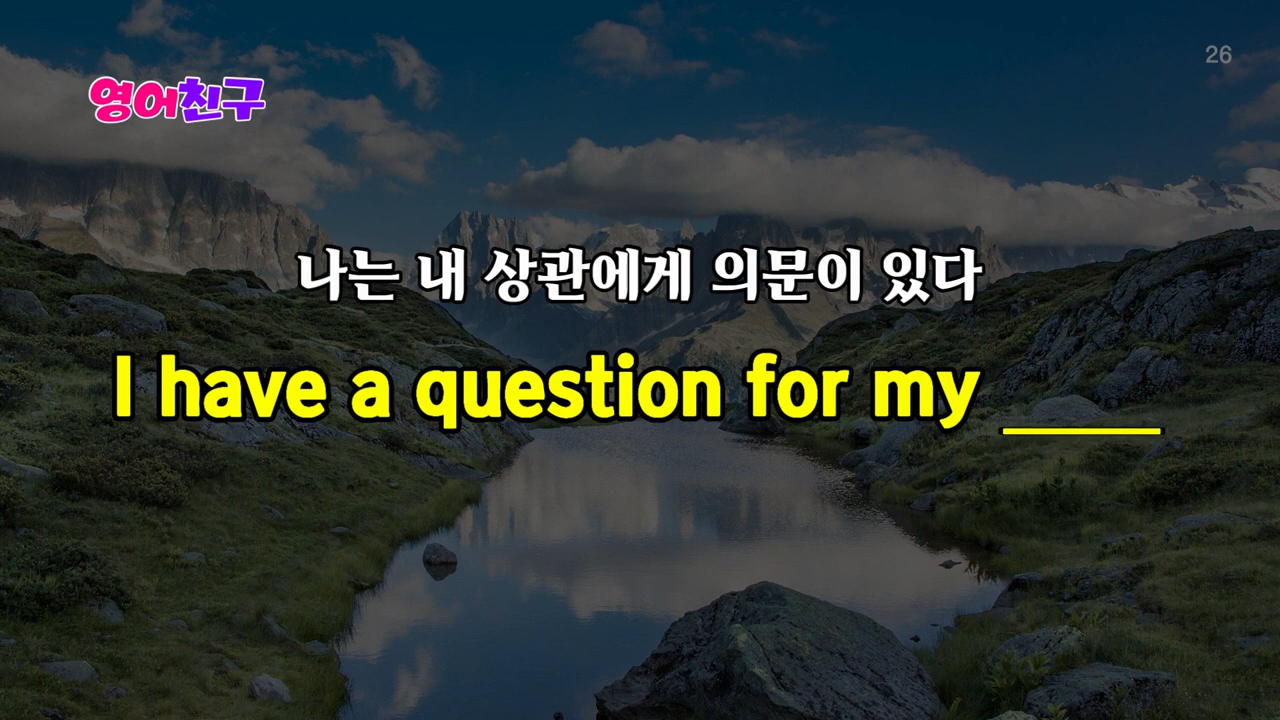 26
영어친구
나는 내 상관에게 의문이 있다
I have a question for my ____